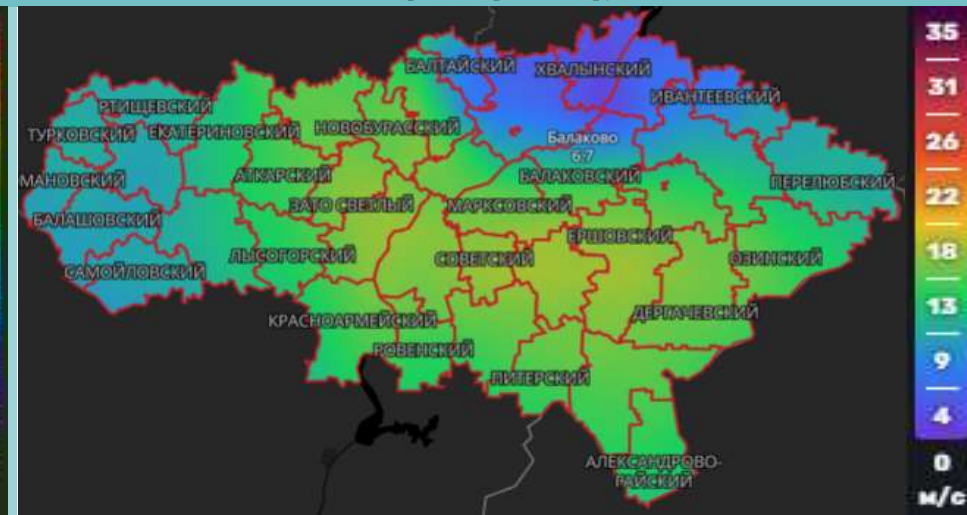 БАЛТАЙСКИЙ
ХВАЛЫНСКИЙ
РТИЩЕВСКИЙ
ИВАНТЕЕВСКИЙ
ТУРКОВСКИЙ
ЕКАТЕРИНОВСКИЙ
НОВОБУРАССКИЙ
Балаково
6.7
МАНОВСКИЙ
АТКАРСКИЙ
БАЛАКОВСКИЙ
ПЕРЕЛЮБСКИЙ
БАЛАШОВСКИЙ
ЗАТО СВЕТЛЫЙ
МАРКСОВСКИЙ
ЕРШОВСКИЙ
САМОЙЛОВСКИЙ
ЛЫСОГОРСКИЙ
СОВЕТСКИЙ
ОЗИНСКИЙ
КРАСНОАРМЕЙСКИЙ
ДЕРГАЧЕВСКИЙ
РОВЕНСКИЙ
ПИТЕРСКИЙ
АЛЕКСАНДРОВО-
РАЙСКИЙ
35
31
26
22
18
13
9
4
0
м/с